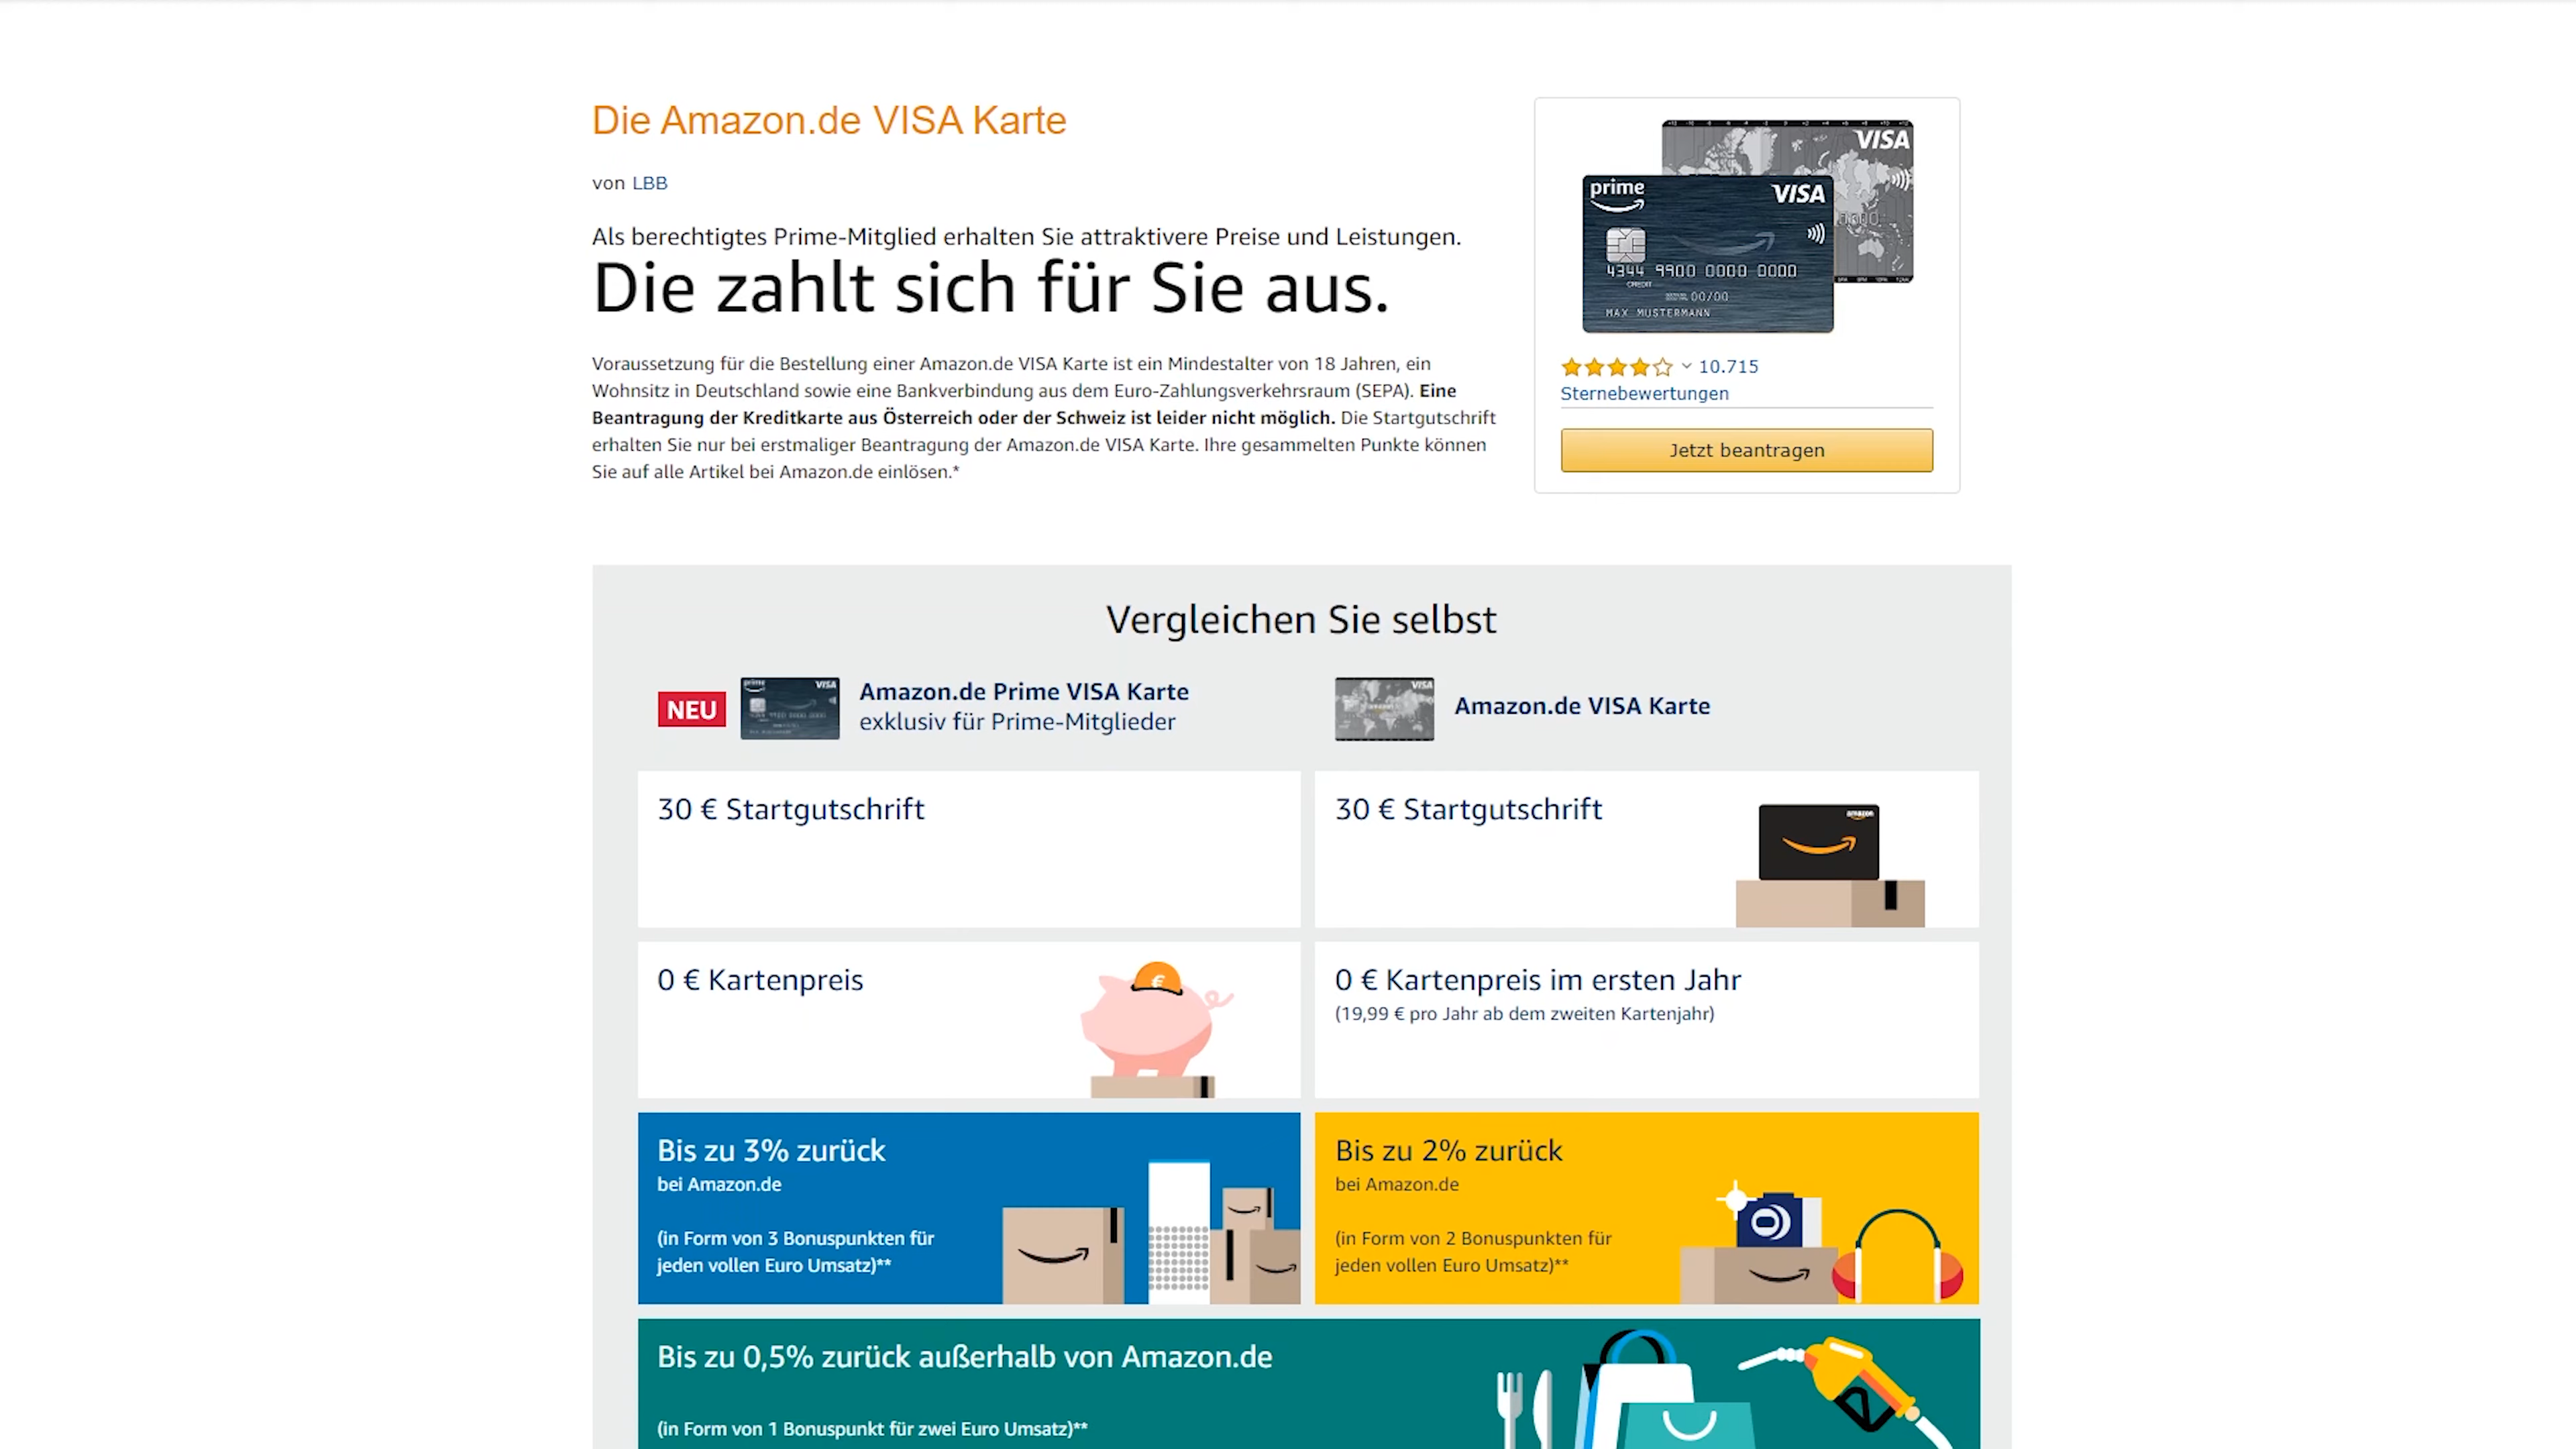 Die Amazon.de VISA Karte
von LBB
Als berechtigtes Prime-Mitglied erhalten Sie attraktivere Preise und Leistungen.
Die zahlt sich für Sie aus.
Voraussetzung für die Bestellung einer Amazon.de VISA Karte ist ein Mindestalter von 18 Jahren, ein
Wohnsitz in Deutschland sowie eine Bankverbindung aus dem Euro-Zahlungsverkehrsraum (SEPA). Eine
Beantragung der Kreditkarte aus Österreich oder der Schweiz ist leider nicht möglich. Die Startgutschrift
erhalten Sie nur bei erstmaliger Beantragung der Amazon.de VISA Karte. Ihre gesammelten Punkte können
Sie auf alle Artikel bei Amazon.de einlösen.*
VISA
prime
VISA
4344 9900 0000 0000
CREDIT
00/00
MAX MUSTERMANN
10.715
Sternebewertungen
Jetzt beantragen
Vergleichen Sie selbst
NEU
prime
VISA
Amazon.de Prime VISA Karte
exklusiv für Prime-Mitglieder
VISA
Amazon.de VISA Karte
30 € Startgutschrift
30 € Startgutschrift
amazon
0 € Kartenpreis
€
0 € Kartenpreis im ersten Jahr
(19,99 € pro Jahr ab dem zweiten Kartenjahr)
Bis zu 3% zurück
bei Amazon.de
(in Form von 3 Bonuspunkten für
jeden vollen Euro Umsatz)**
Bis zu 2% zurück
bei Amazon.de
(in Form von 2 Bonuspunkten für
jeden vollen Euro Umsatz)**
Bis zu 0,5% zurück außerhalb von Amazon.de
(in Form von 1 Bonuspunkt für zwei Euro Umsatz)**